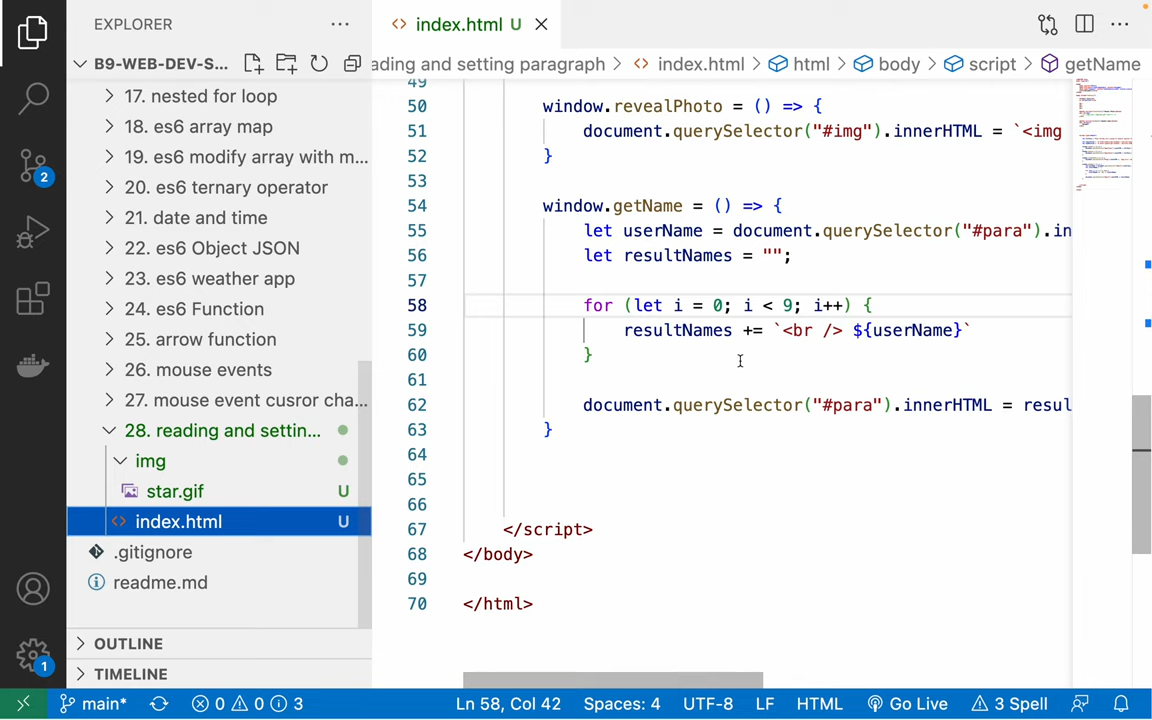 EXPLORER
index.html U
B9-WEB-DEV-S...
ading and setting paragraph > index.html > html > body > script > getName
17. nested for loop
18. es6 array map
19. es6 modify array with m...
20. es6 ternary operator
21. date and time
22. es6 Object JSON
23. es6 weather app
24. es6 Function
25. arrow function
26. mouse events
27. mouse event cusror cha...
28. reading and settin...
img
star.gif U
index.html U
.gitignore
readme.md
OUTLINE
TIMELINE
49
50 window.revealPhoto = () => {
51 document.querySelector("#img").innerHTML = `<img
52 }
53
54 window.getName = () => {
55 let userName = document.querySelector("#para").in
56 let resultNames = "";
57
58 for (let i = 0; i < 9; i++) {
59 resultNames += `<br /> ${userName}`
60 }
61
62 document.querySelector("#para").innerHTML = resul
63 }
64
65
66
67 </script>
68 </body>
69
70 </html>
2
1
main* 0 0 3 Ln 58, Col 42 Spaces: 4 UTF-8 LF HTML Go Live 3 Spell